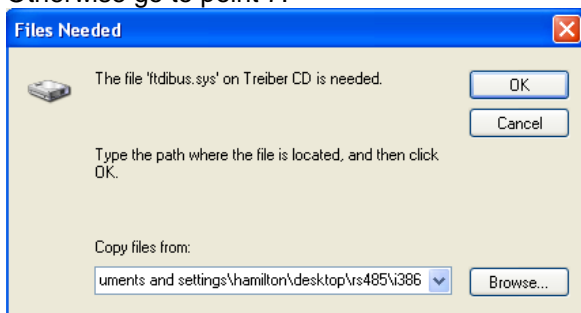 Otherwise go to point 7.
Files Needed
The file 'ftdibus.sys' on Treiber CD is needed.
OK
Cancel
Type the path where the file is located, and then click
OK.
Copy files from:
uments and settings\hamilton\desktop\rs485\i386
Browse...